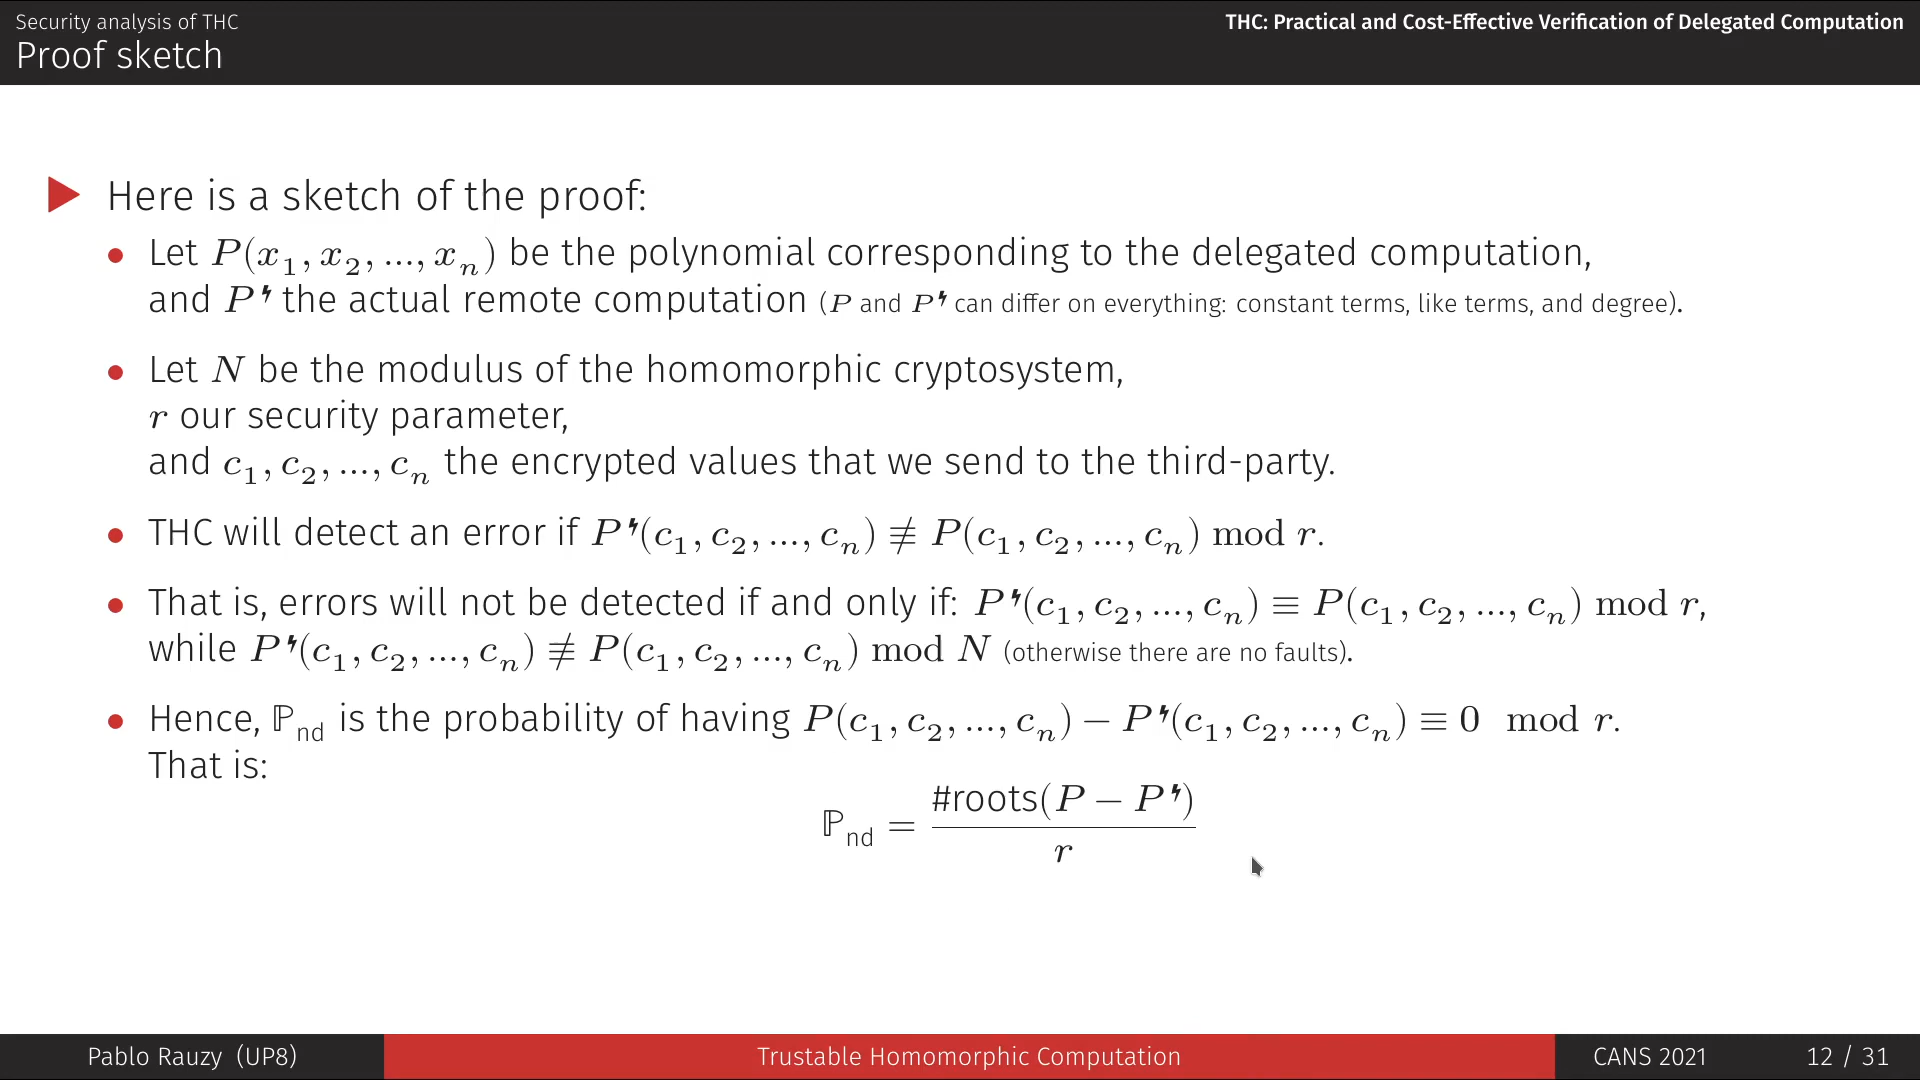 Security analysis of THC
THC: Practical and Cost-Effective Verification of Delegated Computation
Proof sketch
▶ Here is a sketch of the proof:
• Let P(x₁, x₂, ..., xₙ) be the polynomial corresponding to the delegated computation,
and P⚡ the actual remote computation (P and P⚡ can differ on everything: constant terms, like terms, and degree).
• Let N be the modulus of the homomorphic cryptosystem,
r our security parameter,
and c₁, c₂, ..., cₙ the encrypted values that we send to the third-party.
• THC will detect an error if P⚡(c₁, c₂, ..., cₙ) ≢ P(c₁, c₂, ..., cₙ) mod r.
• That is, errors will not be detected if and only if: P⚡(c₁, c₂, ..., cₙ) ≡ P(c₁, c₂, ..., cₙ) mod r,
while P⚡(c₁, c₂, ..., cₙ) ≢ P(c₁, c₂, ..., cₙ) mod N (otherwise there are no faults).
• Hence, ℙnd is the probability of having P(c₁, c₂, ..., cₙ) − P⚡(c₁, c₂, ..., cₙ) ≡ 0 mod r.
That is:
ℙnd = #roots(P − P⚡) / r
Pablo Rauzy (UP8)
Trustable Homomorphic Computation
CANS 2021
12 / 31